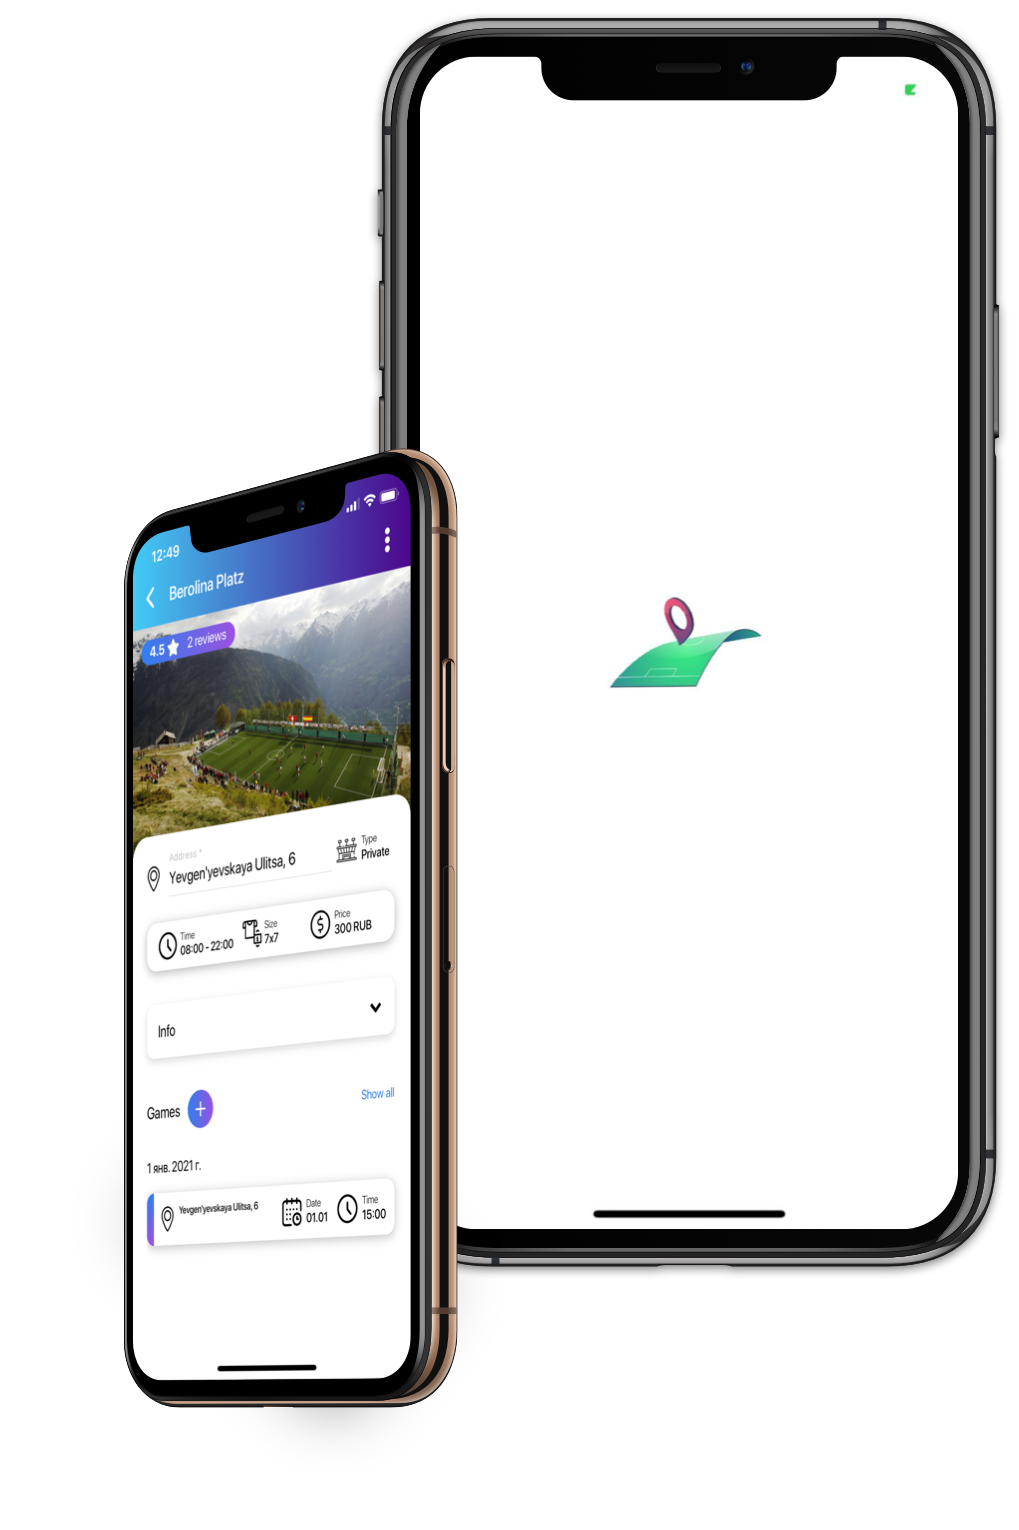 12:49
Berolina Platz
4.5 2 reviews
Address *
Yevgen'yevskaya Ulitsa, 6
Type
Private
Time
08:00 - 22:00
Size
7x7
Price
300 RUB
Info
Games
Show all
1 янв. 2021 г.
Yevgen'yevskaya Ulitsa, 6
Date
01.01
Time
15:00